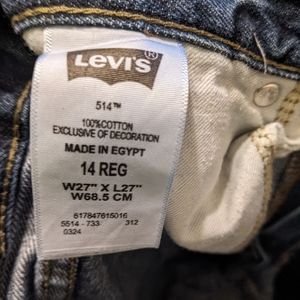 LEVI'S®
514™
100%COTTON
EXCLUSIVE OF DECORATION
MADE IN EGYPT
14 REG
W27" X L27"
W68.5 CM
617847615016
5514 - 733 312
0324